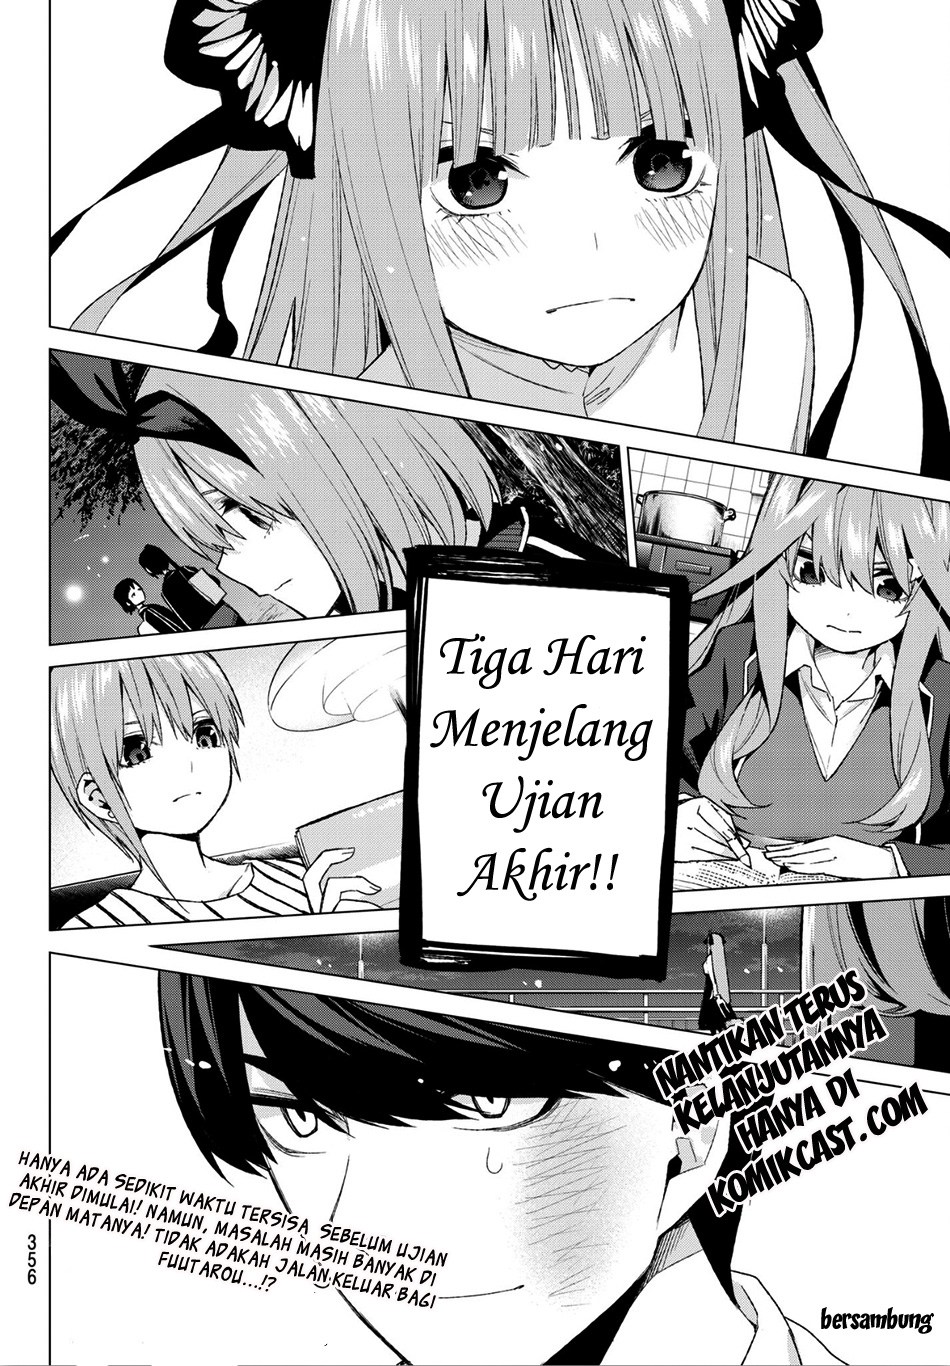 Tiga Hari
Menjelang
Ujian
Akhir!!
NANTIKAN TERUS
KELANJUTANNYA
HANYA DI
KOMIKCAST.COM
HANYA ADA SEDIKIT WAKTU TERSISA SEBELUM UJIAN
AKHIR DIMULAI! NAMUN, MASALAH MASIH BANYAK DI
DEPAN MATANYA! TIDAK ADAKAH JALAN KELUAR BAGI
FUUTAROU...!?
356
bersambung